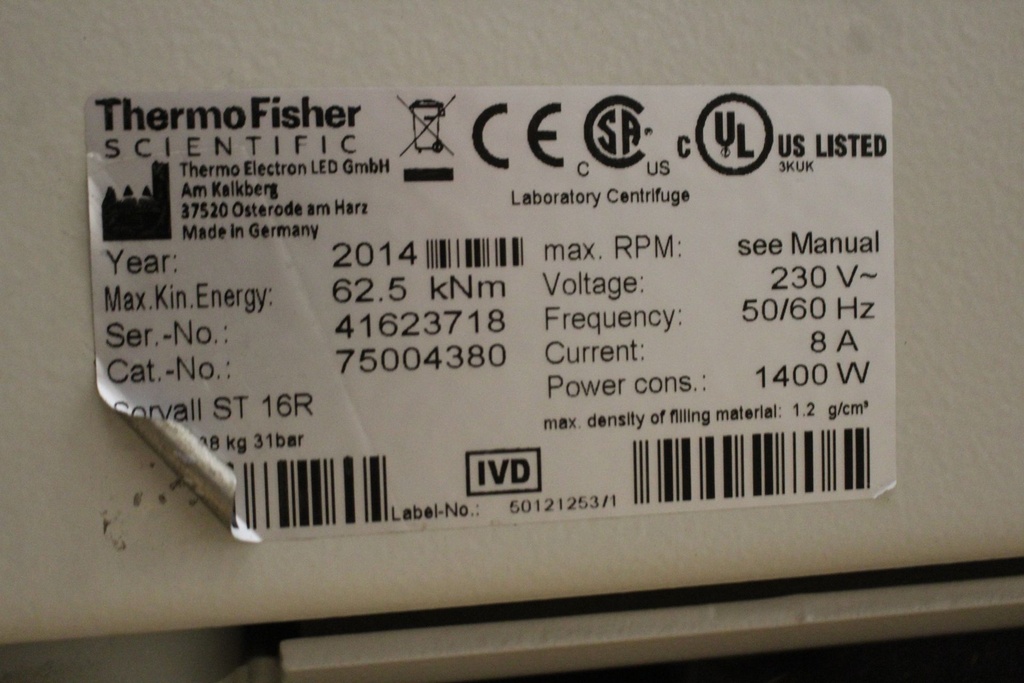 ThermoFisher
SCIENTIFIC
Thermo Electron LED GmbH
Am Kalkberg
37520 Osterode am Harz
Made in Germany
CE
C SA US
C UL US LISTED
3KUK
Laboratory Centrifuge
Year: 2014
Max.Kin.Energy: 62.5 kNm
Ser.-No.: 41623718
Cat.-No.: 75004380
Sorvall ST 16R
kg 31bar
max. RPM: see Manual
Voltage: 230 V~
Frequency: 50/60 Hz
Current: 8 A
Power cons.: 1400 W
max. density of filling material: 1.2 g/cm³
IVD
Label-No.: 50121253/1